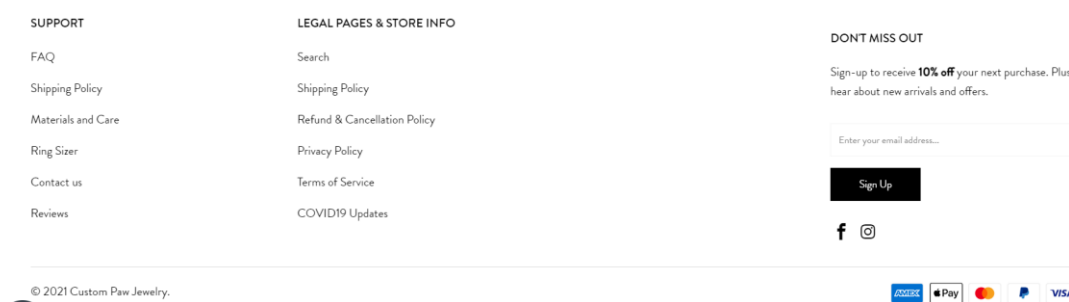 SUPPORT
FAQ
Shipping Policy
Materials and Care
Ring Sizer
Contact us
Reviews
LEGAL PAGES & STORE INFO
Search
Shipping Policy
Refund & Cancellation Policy
Privacy Policy
Terms of Service
COVID19 Updates
DON'T MISS OUT
Sign-up to receive 10% off your next purchase. Plus
hear about new arrivals and offers.
Enter your email address...
Sign Up
© 2021 Custom Paw Jewelry.
AMEX
Pay
VISA